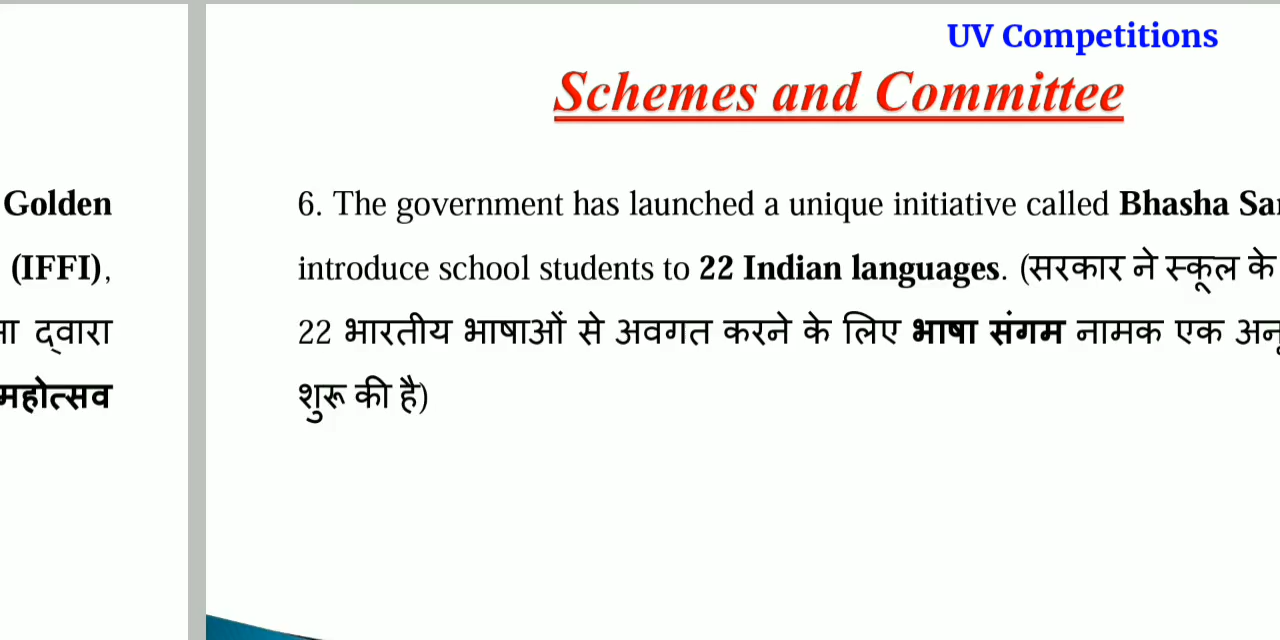 Golden
(IFFI),
द्वारा
महोत्सव
UV Competitions
Schemes and Committee
6. The government has launched a unique initiative called Bhasha
introduce school students to 22 Indian languages. (सरकार ने स्कूल के
22 भारतीय भाषाओं से अवगत करने के लिए भाषा संगम नामक एक
शुरू की है)